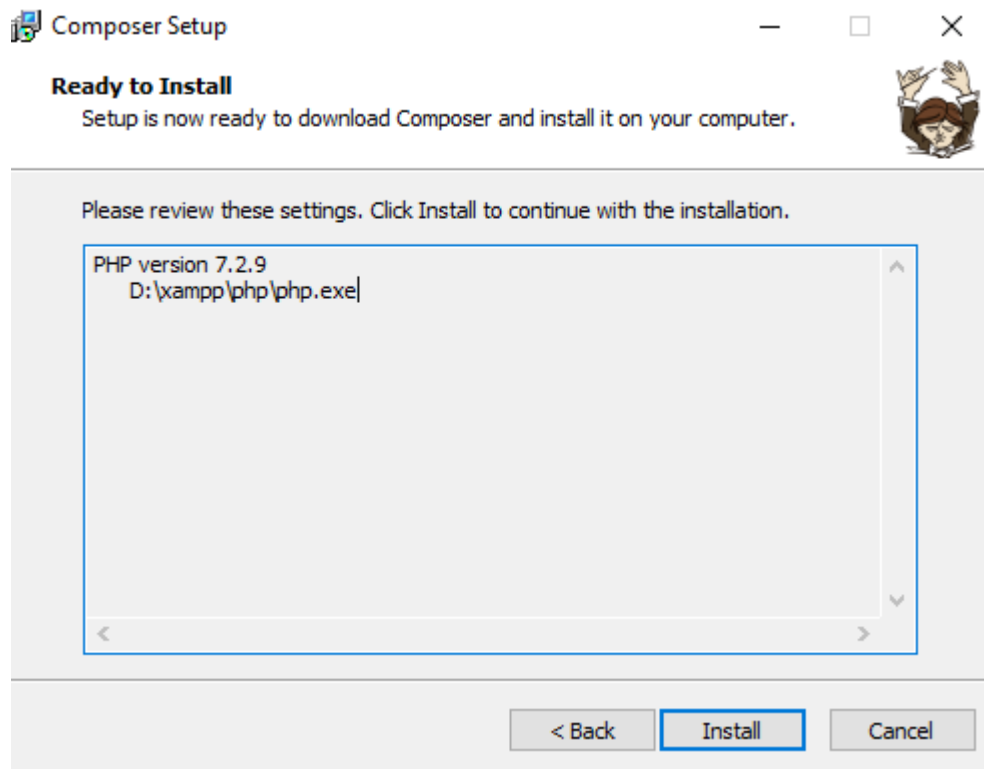 Composer Setup
Ready to Install
Setup is now ready to download Composer and install it on your computer.
Please review these settings. Click Install to continue with the installation.
PHP version 7.2.9
D:\xampp\php\php.exe
< Back Install Cancel